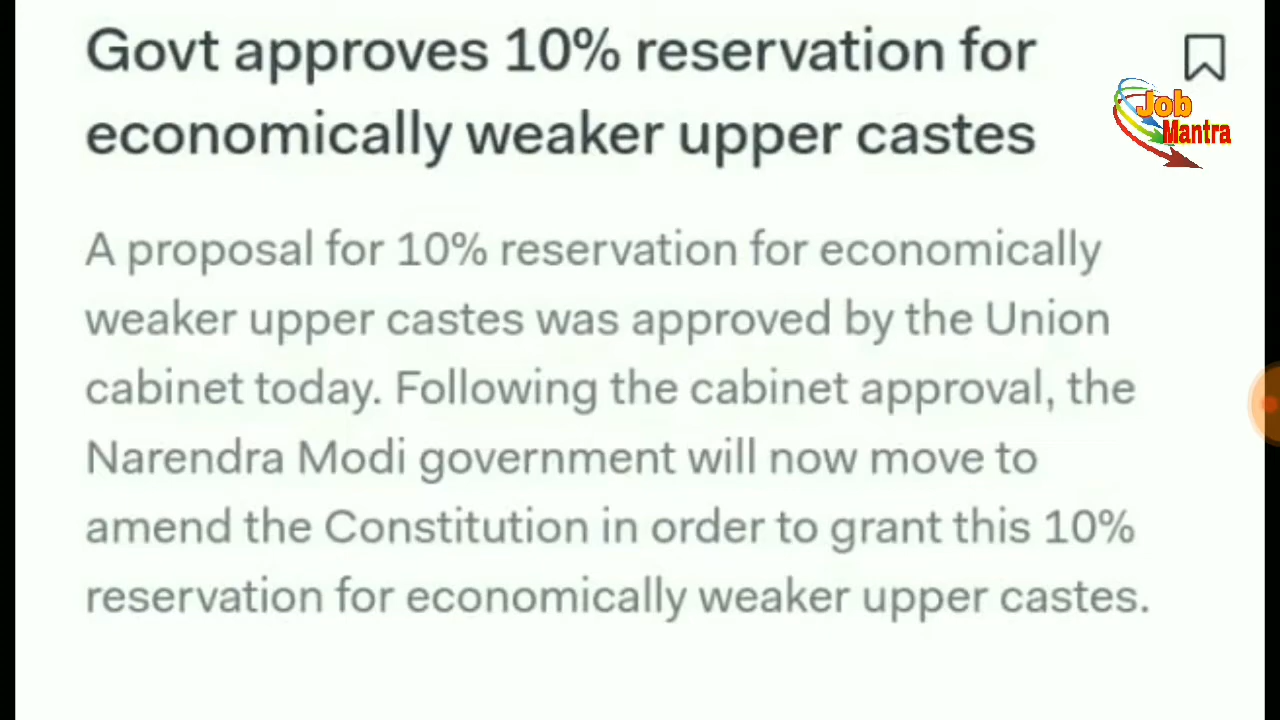 Govt approves 10% reservation for
economically weaker upper castes
Job
Mantra
A proposal for 10% reservation for economically
weaker upper castes was approved by the Union
cabinet today. Following the cabinet approval, the
Narendra Modi government will now move to
amend the Constitution in order to grant this 10%
reservation for economically weaker upper castes.